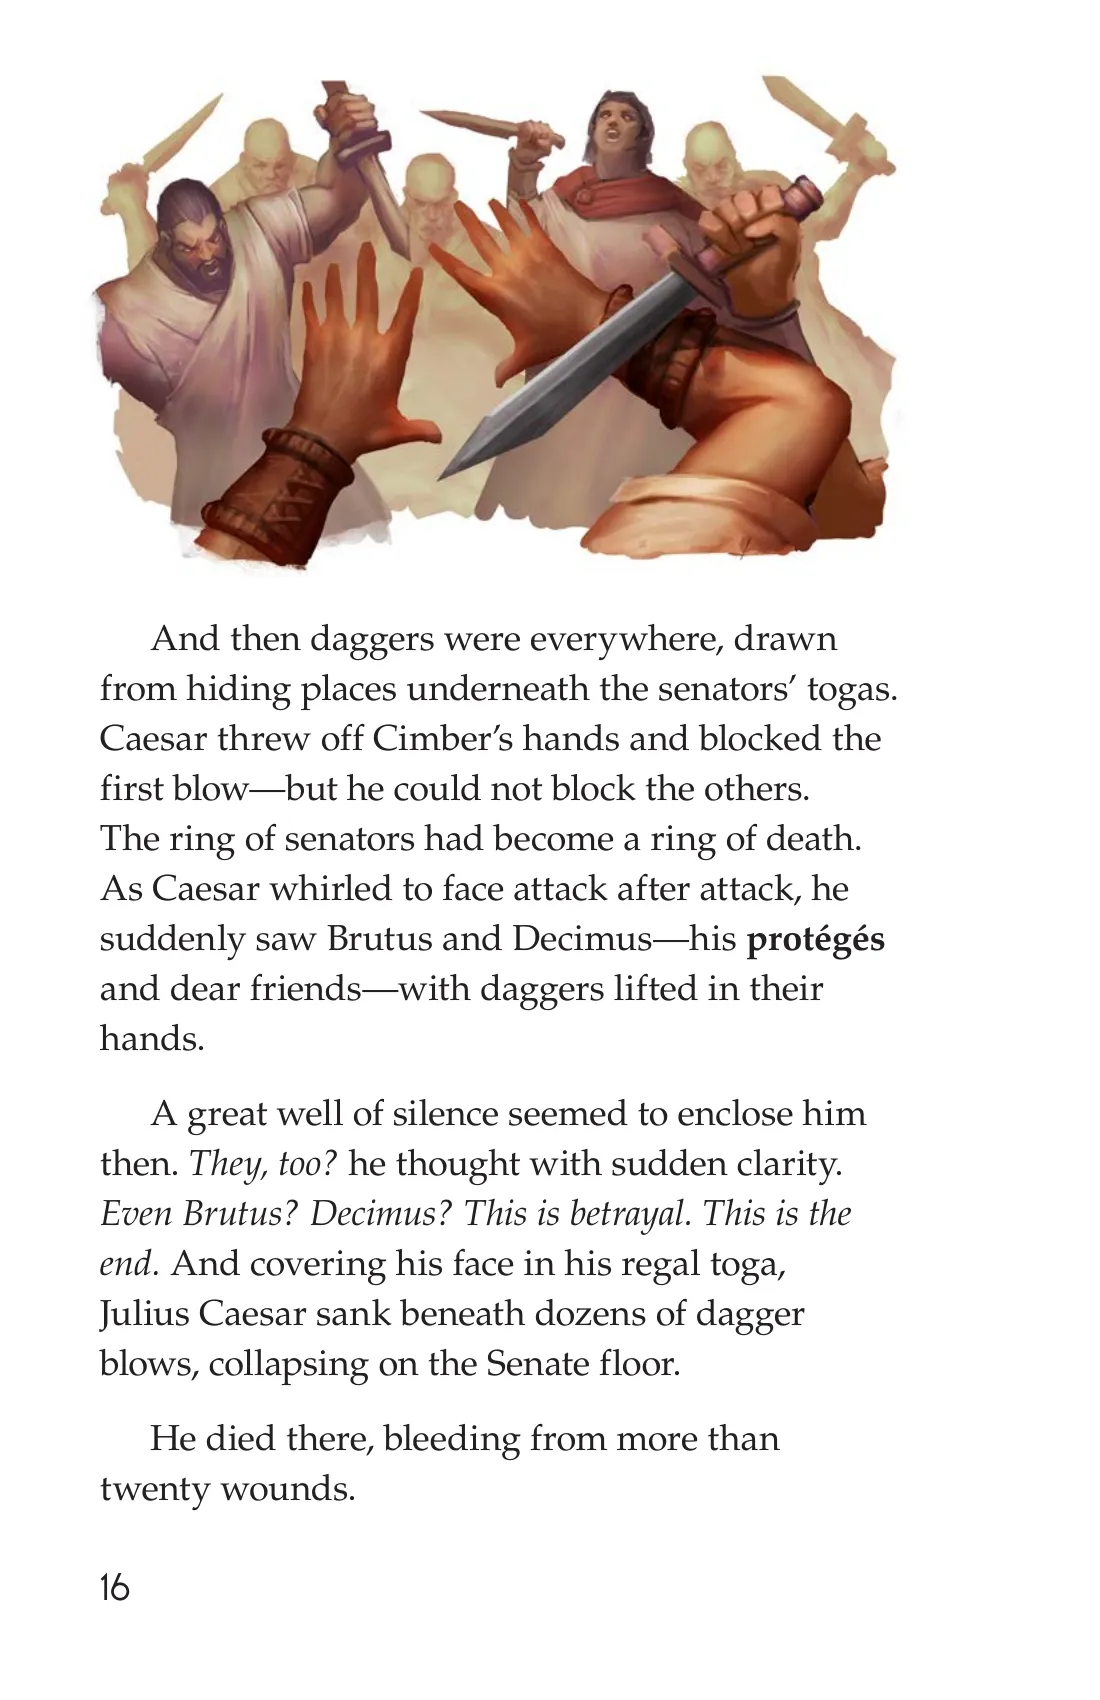 And then daggers were everywhere, drawn
from hiding places underneath the senators’ togas.
Caesar threw off Cimber’s hands and blocked the
first blow—but he could not block the others.
The ring of senators had become a ring of death.
As Caesar whirled to face attack after attack, he
suddenly saw Brutus and Decimus—his protégés
and dear friends—with daggers lifted in their
hands.
A great well of silence seemed to enclose him
then. They, too? he thought with sudden clarity.
Even Brutus? Decimus? This is betrayal. This is the
end. And covering his face in his regal toga,
Julius Caesar sank beneath dozens of dagger
blows, collapsing on the Senate floor.
He died there, bleeding from more than
twenty wounds.
16